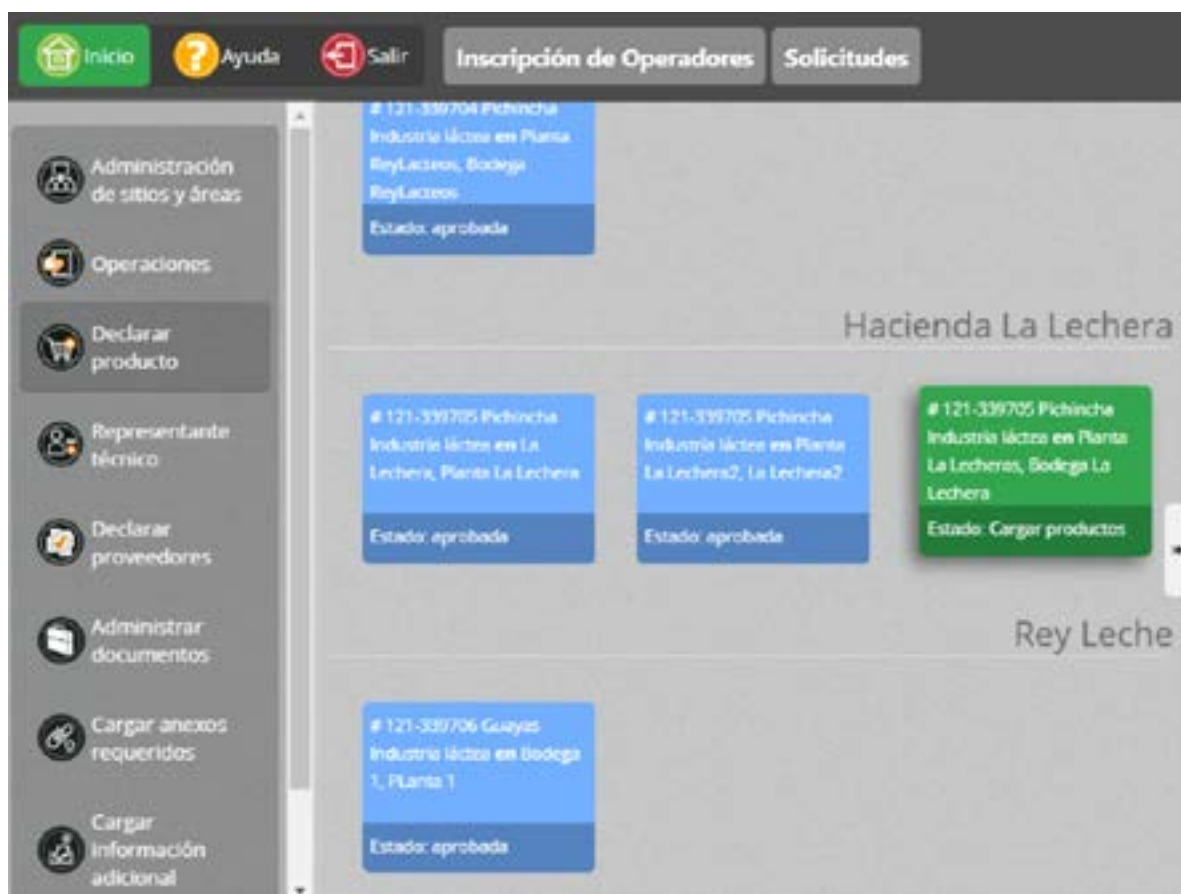 Inicio
Ayuda
Salir
Inscripción de Operadores
Solicitudes
Administración
de sitios y áreas
Operaciones
Declarar
producto
Representante
técnico
Declarar
proveedores
Administrar
documentos
Cargar anexos
requeridos
Cargar
información
adicional
# 121-339704 Pichincha
Industria láctea en Planta
ReyLacteos, Bodega
ReyLacteos
Estado: aprobada
Hacienda La Lechera
# 121-339705 Pichincha
Industria láctea en La
Lechera, Planta La Lechera
Estado: aprobada
# 121-339705 Pichincha
Industria láctea en Planta
La Lechera2, La Lechera2
Estado: aprobada
# 121-339705 Pichincha
Industria láctea en Planta
La Lecheras, Bodega La
Lechera
Estado: Cargar productos
Rey Leche
# 121-339706 Guayas
Industria láctea en Bodega
1, PLanta 1
Estado: aprobada